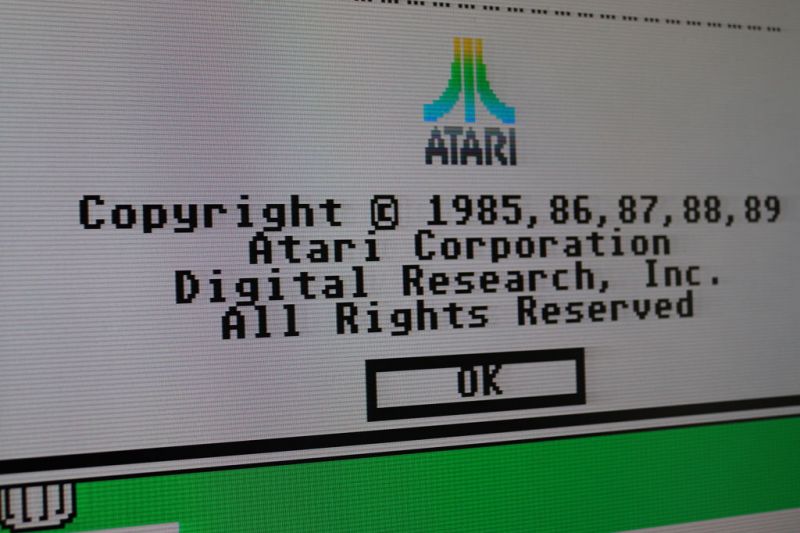 ATARI
Copyright © 1985,86,87,88,89
Atari Corporation
Digital Research, Inc.
All Rights Reserved
OK